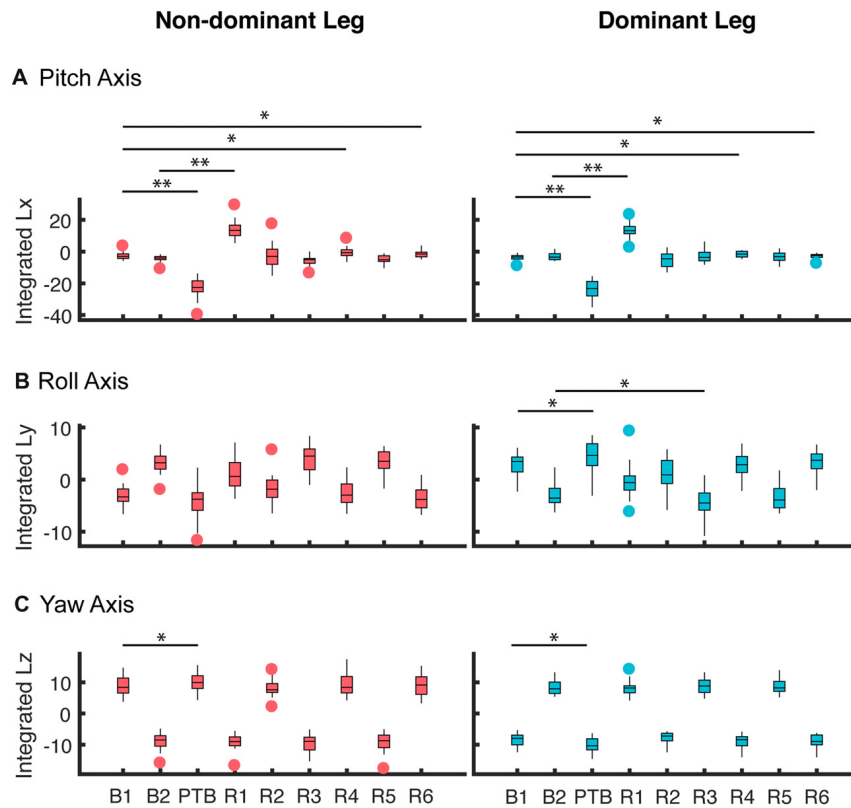 Non-dominant Leg Dominant Leg
A Pitch Axis
* *
* *
** **
** **
Integrated Lx
20
0
-20
-40
B Roll Axis
*
*
Integrated Ly
10
0
-10
C Yaw Axis
* *
Integrated Lz
10
0
-10
B1 B2 PTB R1 R2 R3 R4 R5 R6 B1 B2 PTB R1 R2 R3 R4 R5 R6